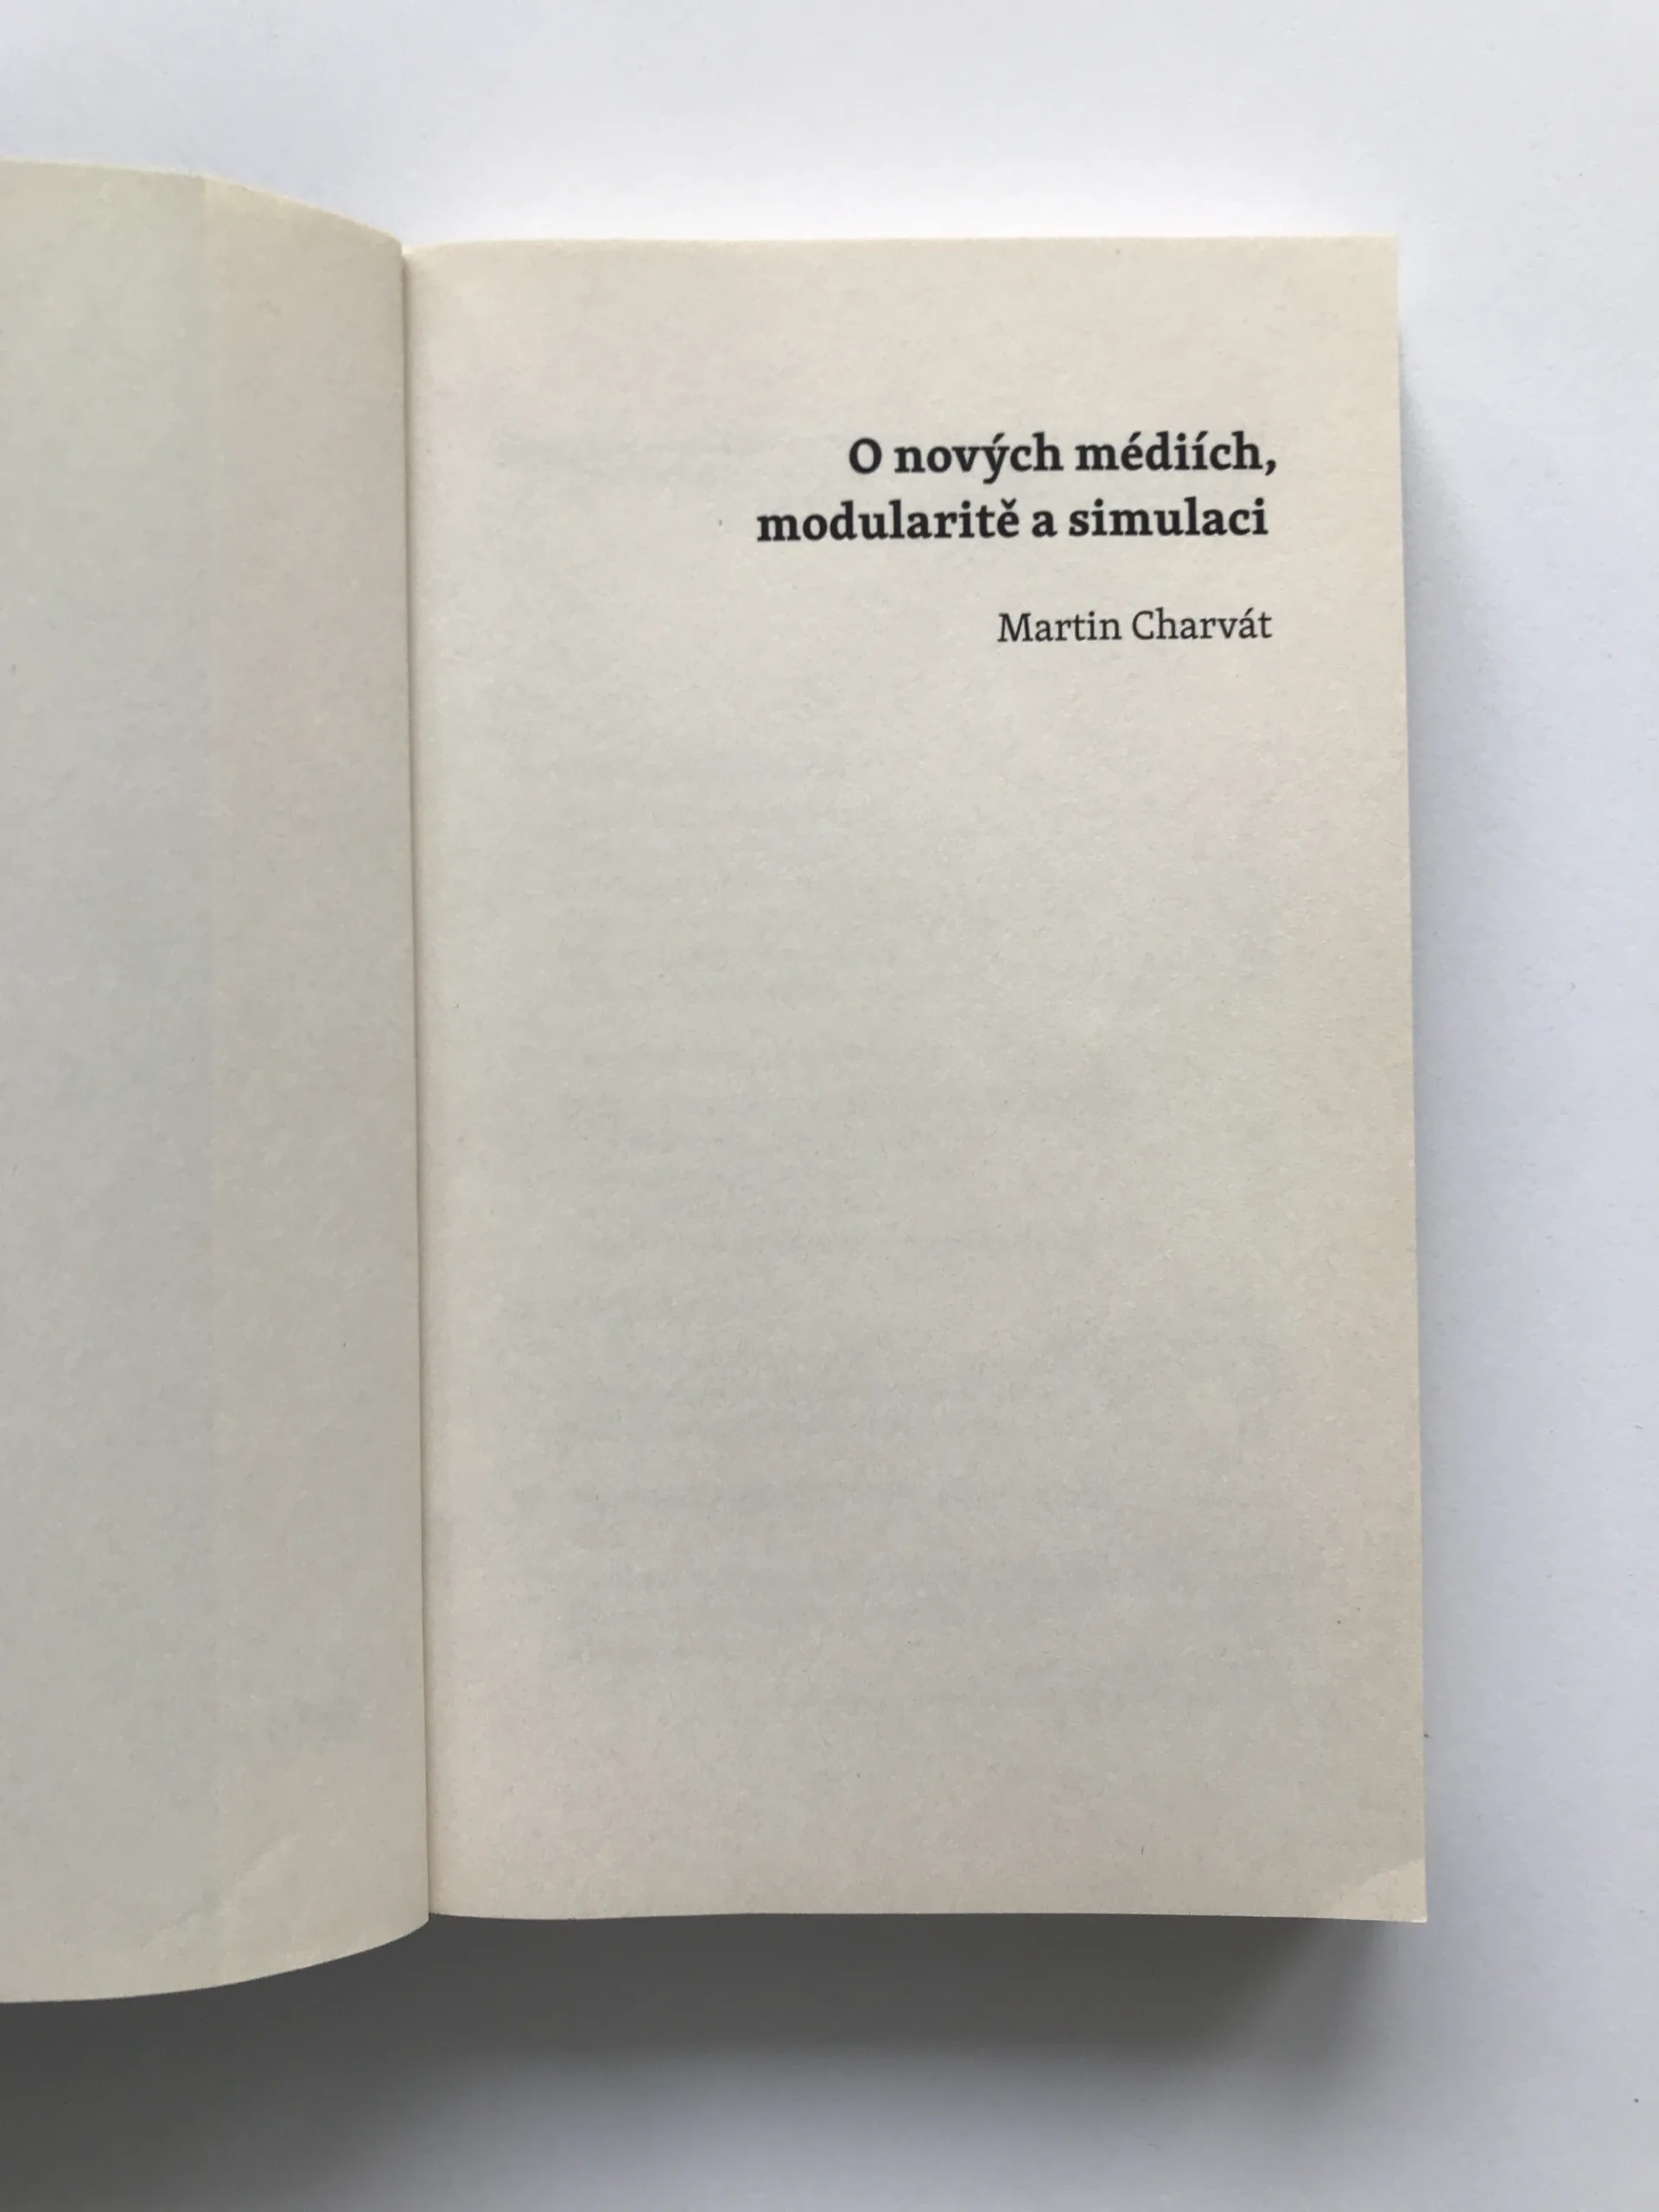 O nových médiích,
modularitě a simulaci
Martin Charvát